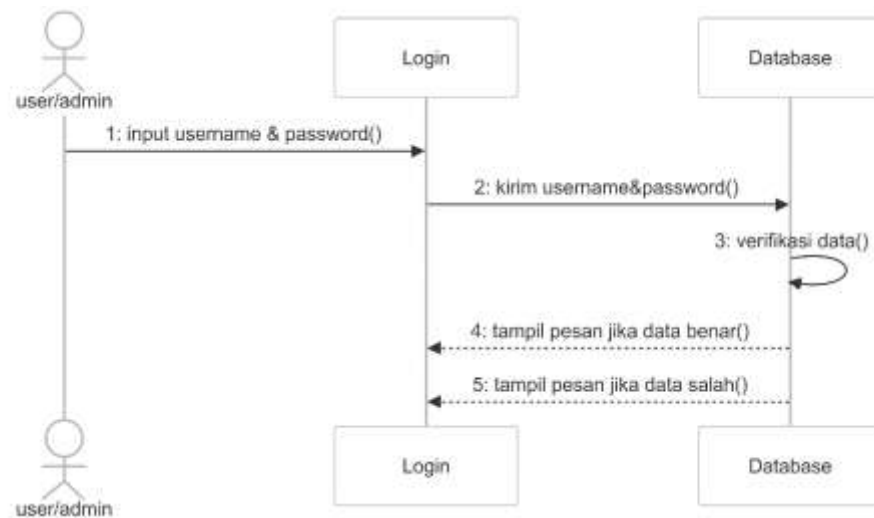 Login
Database
user/admin
1: input username & password()
2: kirim username&password()
3: verifikasi data()
4: tampil pesan jika data benar()
5: tampil pesan jika data salah()
Login
Database
user/admin